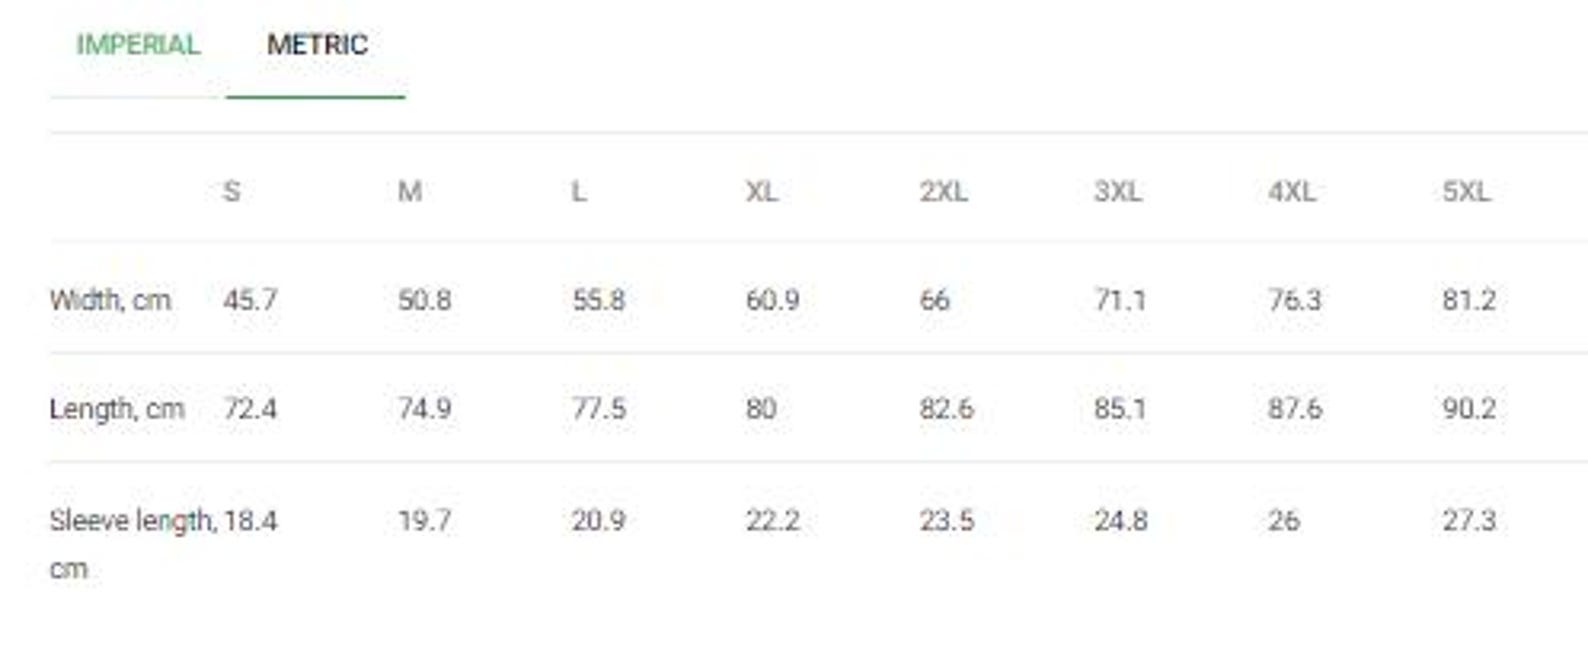 IMPERIAL METRIC
S M L XL 2XL 3XL 4XL 5XL
Width, cm 45.7 50.8 55.8 60.9 66 71.1 76.3 81.2
Length, cm 72.4 74.9 77.5 80 82.6 85.1 87.6 90.2
Sleeve length, 18.4 19.7 20.9 22.2 23.5 24.8 26 27.3
cm